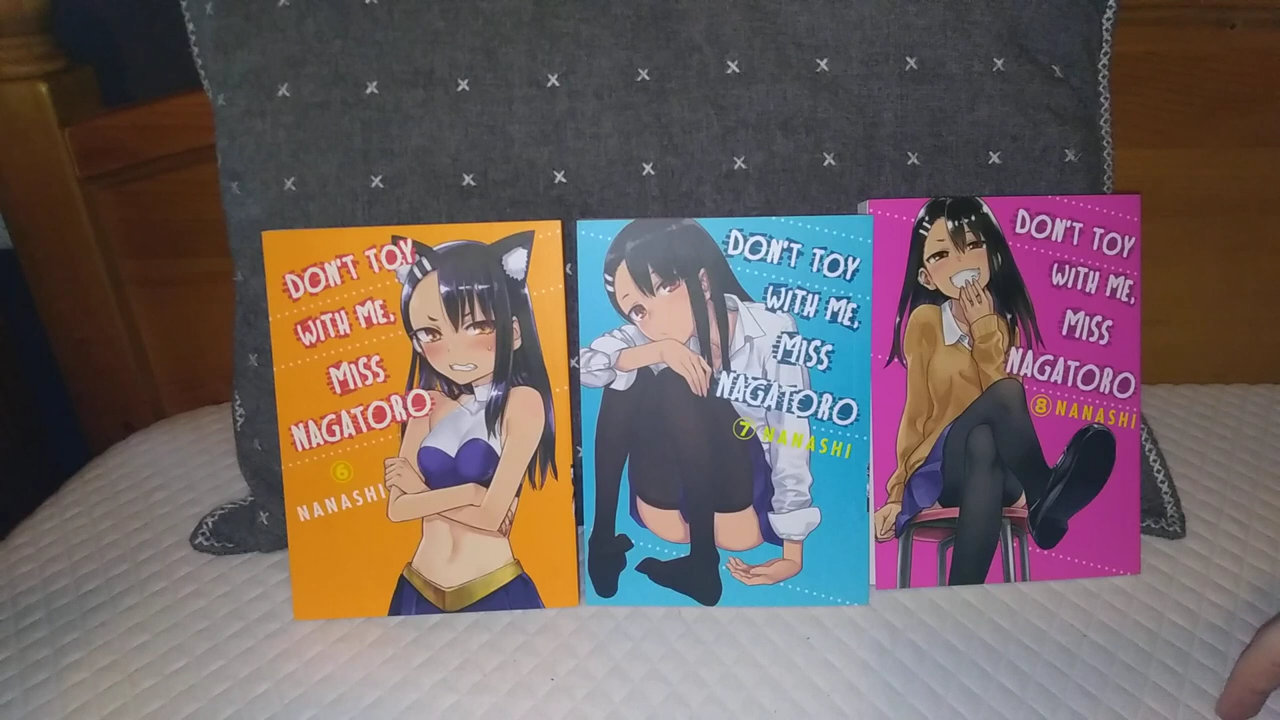 DON'T TOY
WITH ME,
MISS
NAGATORO
6
NANASHI
DON'T TOY
WITH ME,
MISS
NAGATORO
7 NANASHI
DON'T TOY
WITH ME,
MISS
NAGATORO
8 NANASHI